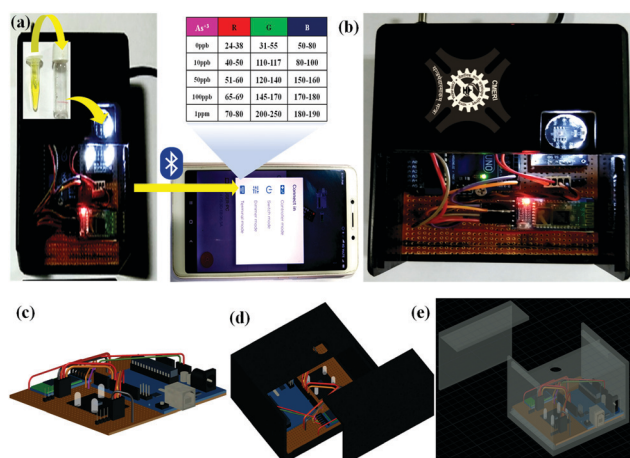 (a)
As⁺³ R G B
0ppb 24-38 31-55 50-80
10ppb 40-50 110-117 80-100
50ppb 51-60 120-140 150-160
100ppb 65-69 145-170 170-180
1ppm 70-80 200-250 180-190
(b)
CMERI
Connect in
Controller mode
Switch mode
Dimmer mode
Terminal mode
(c)
(d)
(e)